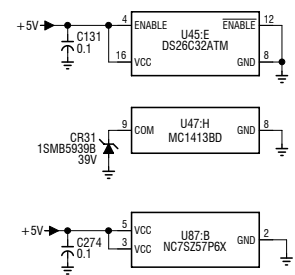 +5V
C131
0.1
4 ENABLE
16 VCC
U45:E
DS26C32ATM
ENABLE 12
GND 8
CR31
1SMB5939B
39V
9 COM
U47:H
MC1413BD
GND 8
+5V
C274
0.1
5 VCC
3 VCC
U87:B
NC7SZ57P6X
GND 2